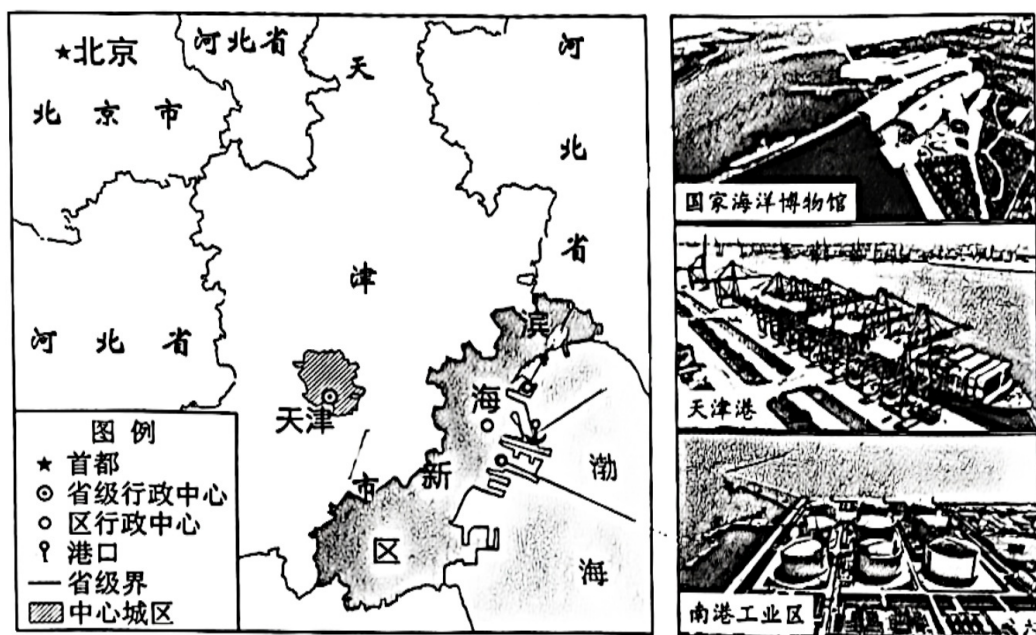 北京
北京市
河北省
天津市
河北省
河北省
天津
滨海新区
渤海
图例
首都
省级行政中心
区行政中心
港口
省级界
中心城区
国家海洋博物馆
天津港
南港工业区